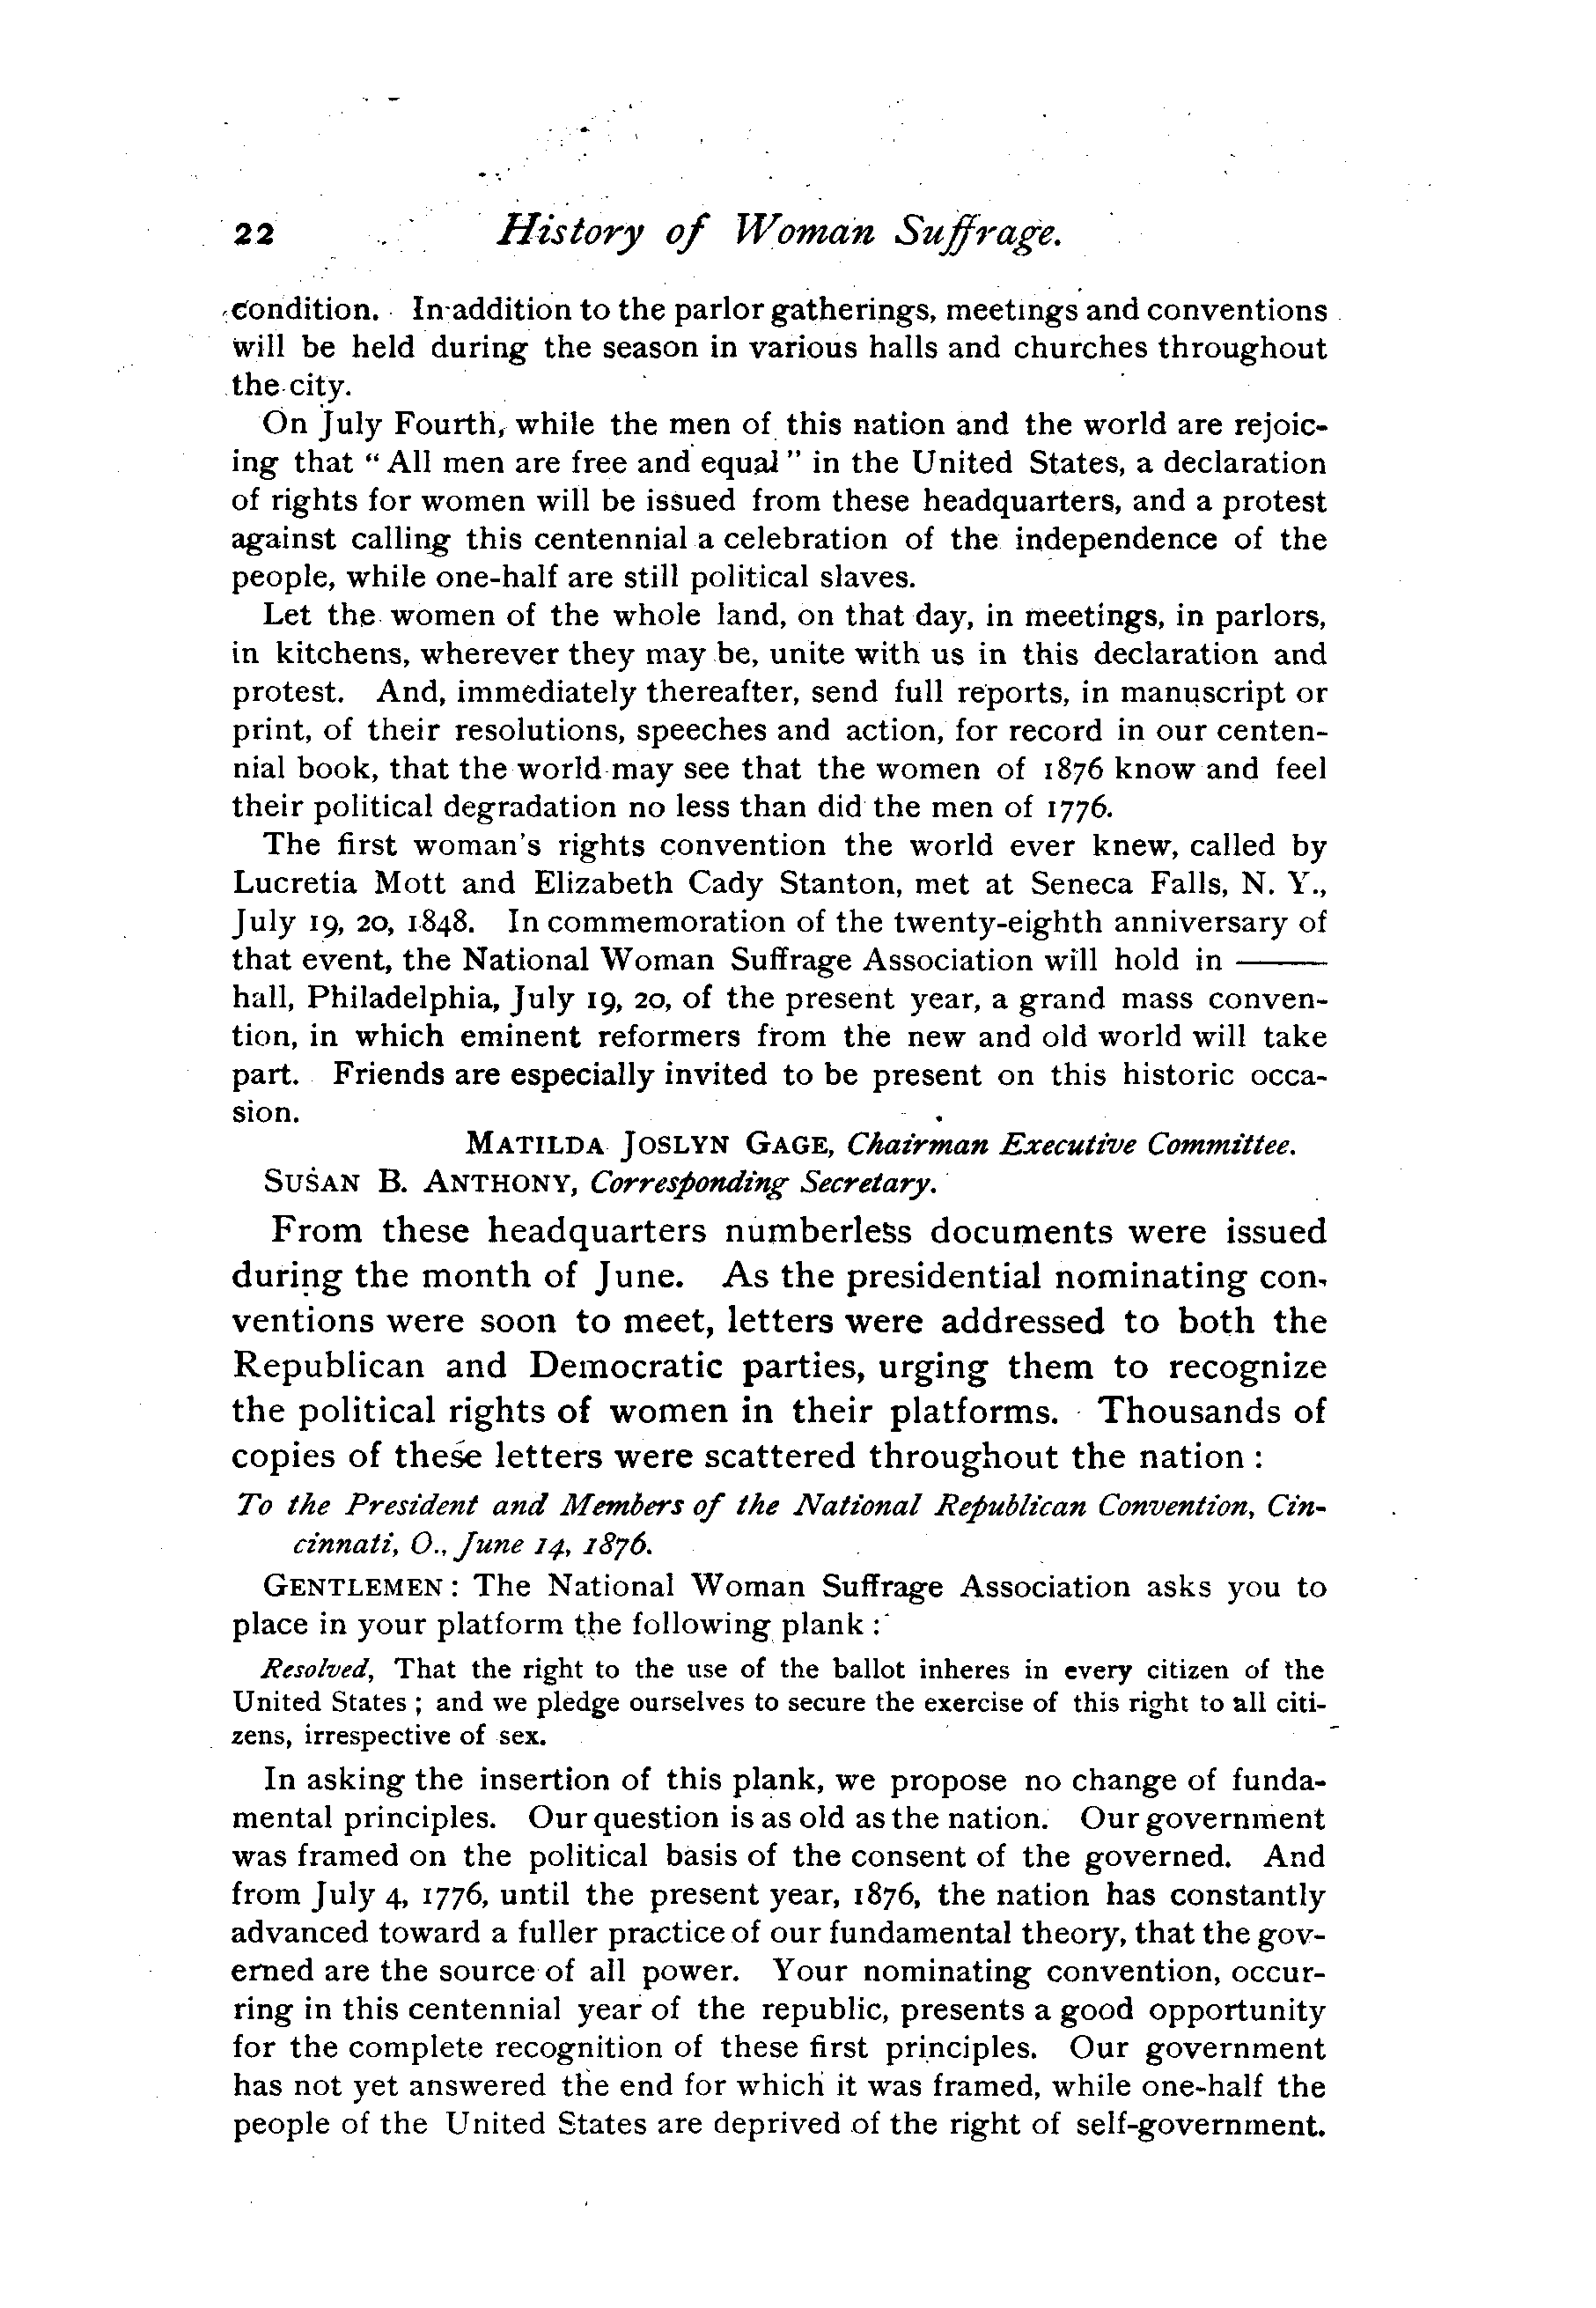 22 History of Woman Suffrage.
condition. In addition to the parlor gatherings, meetings and conventions
will be held during the season in various halls and churches throughout
the city.
On July Fourth, while the men of this nation and the world are rejoic-
ing that "All men are free and equal" in the United States, a declaration
of rights for women will be issued from these headquarters, and a protest
against calling this centennial a celebration of the independence of the
people, while one-half are still political slaves.
Let the women of the whole land, on that day, in meetings, in parlors,
in kitchens, wherever they may be, unite with us in this declaration and
protest. And, immediately thereafter, send full reports, in manuscript or
print, of their resolutions, speeches and action, for record in our centen-
nial book, that the world may see that the women of 1876 know and feel
their political degradation no less than did the men of 1776.
The first woman's rights convention the world ever knew, called by
Lucretia Mott and Elizabeth Cady Stanton, met at Seneca Falls, N. Y.,
July 19, 20, 1848. In commemoration of the twenty-eighth anniversary of
that event, the National Woman Suffrage Association will hold in ——
hall, Philadelphia, July 19, 20, of the present year, a grand mass conven-
tion, in which eminent reformers from the new and old world will take
part. Friends are especially invited to be present on this historic occa-
sion.
MATILDA JOSLYN GAGE, Chairman Executive Committee.
SUSAN B. ANTHONY, Corresponding Secretary.
From these headquarters numberless documents were issued
during the month of June. As the presidential nominating con-
ventions were soon to meet, letters were addressed to both the
Republican and Democratic parties, urging them to recognize
the political rights of women in their platforms. Thousands of
copies of these letters were scattered throughout the nation :
To the President and Members of the National Republican Convention, Cin-
cinnati, O., June 14, 1876.
GENTLEMEN : The National Woman Suffrage Association asks you to
place in your platform the following plank :
Resolved, That the right to the use of the ballot inheres in every citizen of the
United States ; and we pledge ourselves to secure the exercise of this right to all citi-
zens, irrespective of sex.
In asking the insertion of this plank, we propose no change of funda-
mental principles. Our question is as old as the nation. Our government
was framed on the political basis of the consent of the governed. And
from July 4, 1776, until the present year, 1876, the nation has constantly
advanced toward a fuller practice of our fundamental theory, that the gov-
erned are the source of all power. Your nominating convention, occur-
ring in this centennial year of the republic, presents a good opportunity
for the complete recognition of these first principles. Our government
has not yet answered the end for which it was framed, while one-half the
people of the United States are deprived of the right of self-government.